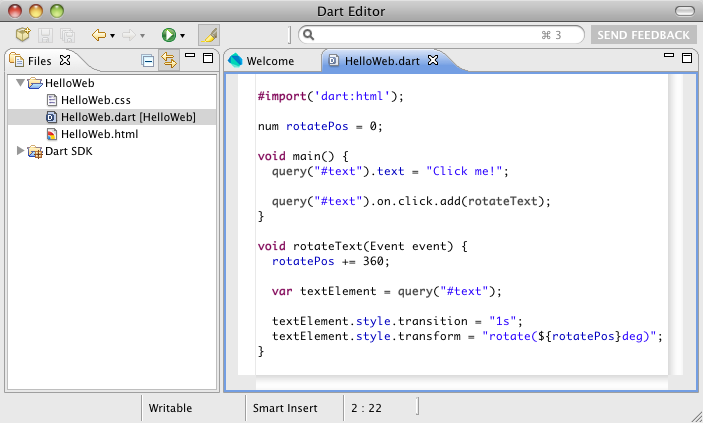 Dart Editor
⌘ 3
SEND FEEDBACK
Files
Welcome
HelloWeb.dart
HelloWeb
HelloWeb.css
HelloWeb.dart [HelloWeb]
HelloWeb.html
Dart SDK
#import('dart:html');
num rotatePos = 0;
void main() {
  query("#text").text = "Click me!";
  query("#text").on.click.add(rotateText);
}
void rotateText(Event event) {
  rotatePos += 360;
  var textElement = query("#text");
  textElement.style.transition = "1s";
  textElement.style.transform = "rotate(${rotatePos}deg)";
}
Writable
Smart Insert
2 : 22